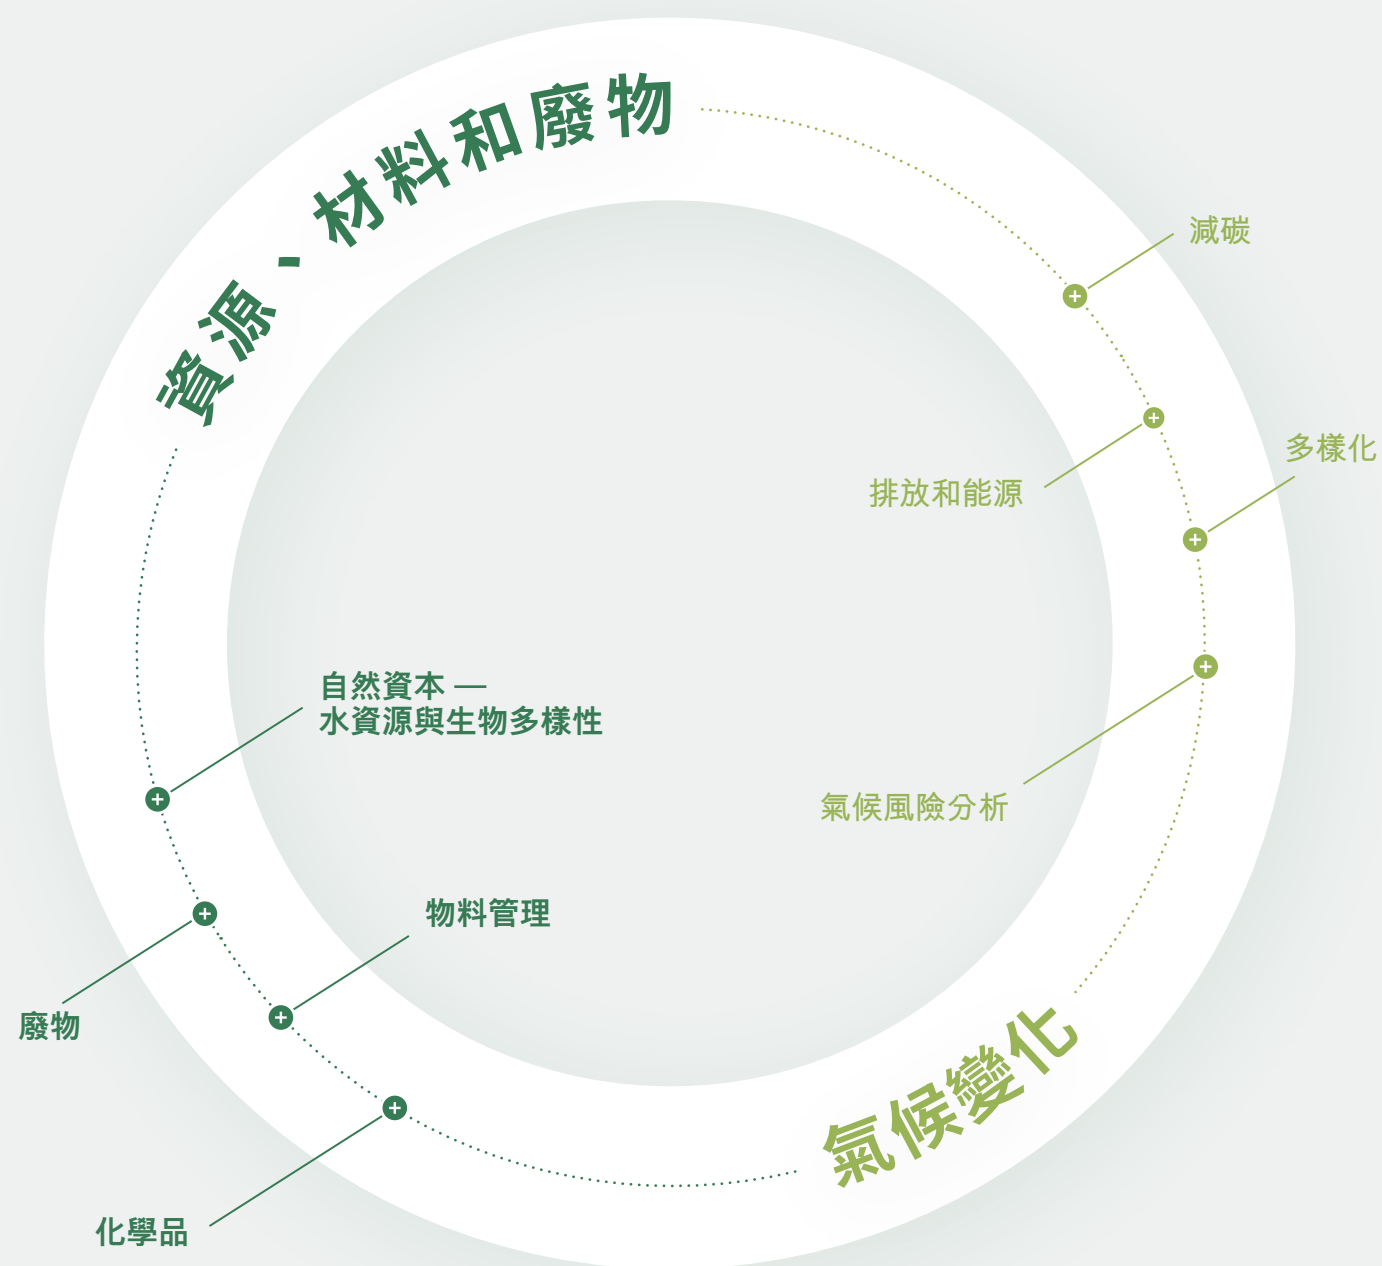 資源、材料和廢物
減碳
多樣化
排放和能源
自然資本 —
水資源與生物多樣性
氣候風險分析
物料管理
廢物
氣候變化
化學品